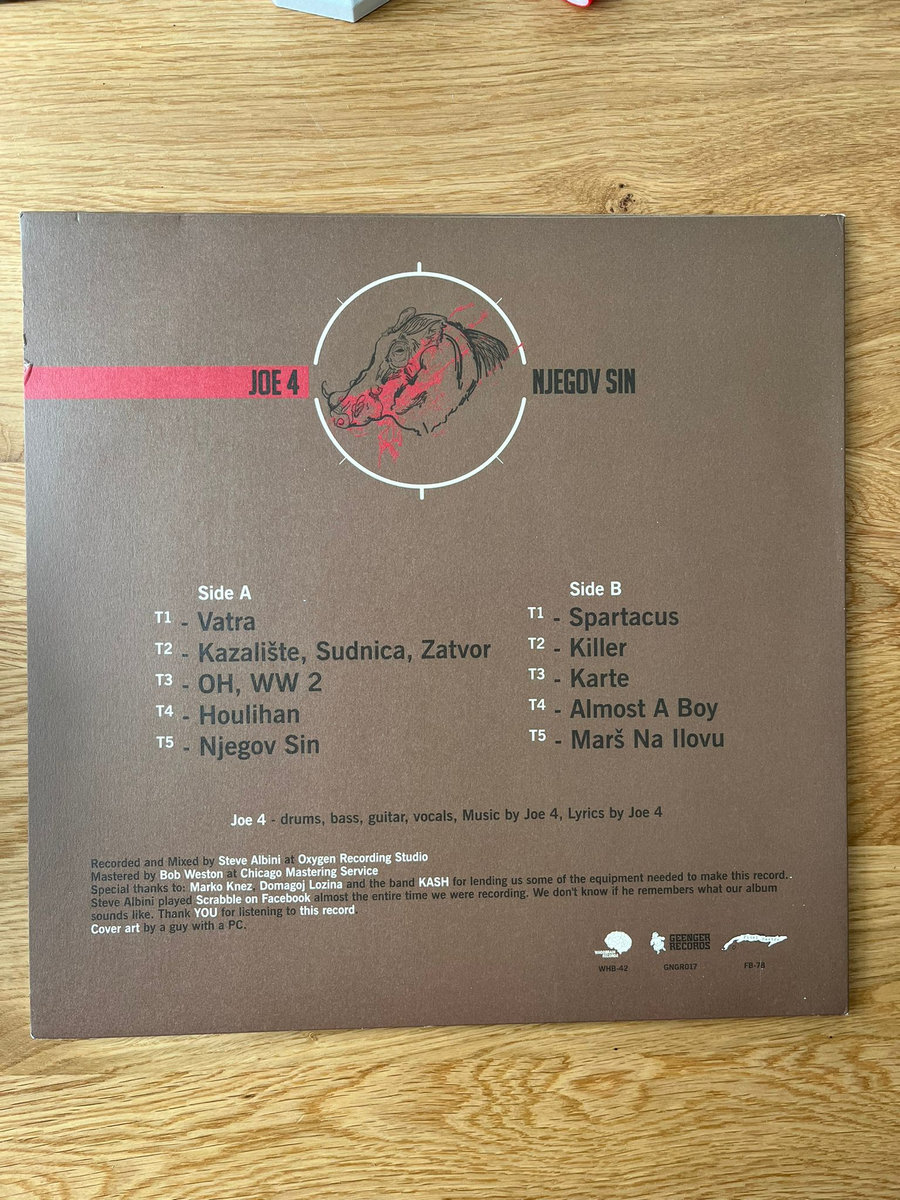 JOE 4
NJEGOV SIN
Side A
T1 - Vatra
T2 - Kazalište, Sudnica, Zatvor
T3 - OH, WW 2
T4 - Houlihan
T5 - Njegov Sin
Side B
T1 - Spartacus
T2 - Killer
T3 - Karte
T4 - Almost A Boy
T5 - Marš Na Ilovu
Joe 4 - drums, bass, guitar, vocals, Music by Joe 4, Lyrics by Joe 4
Recorded and Mixed by Steve Albini at Oxygen Recording Studio
Mastered by Bob Weston at Chicago Mastering Service
Special thanks to: Marko Knez, Domagoj Lozina and the band KASH for lending us some of the equipment needed to make this record.
Steve Albini played Scrabble on Facebook almost the entire time we were recording. We don't know if he remembers what our album
sounds like. Thank YOU for listening to this record.
Cover art by a guy with a PC.
GEENGER
RECORDS
WHB-42
GNGR017
FB-78